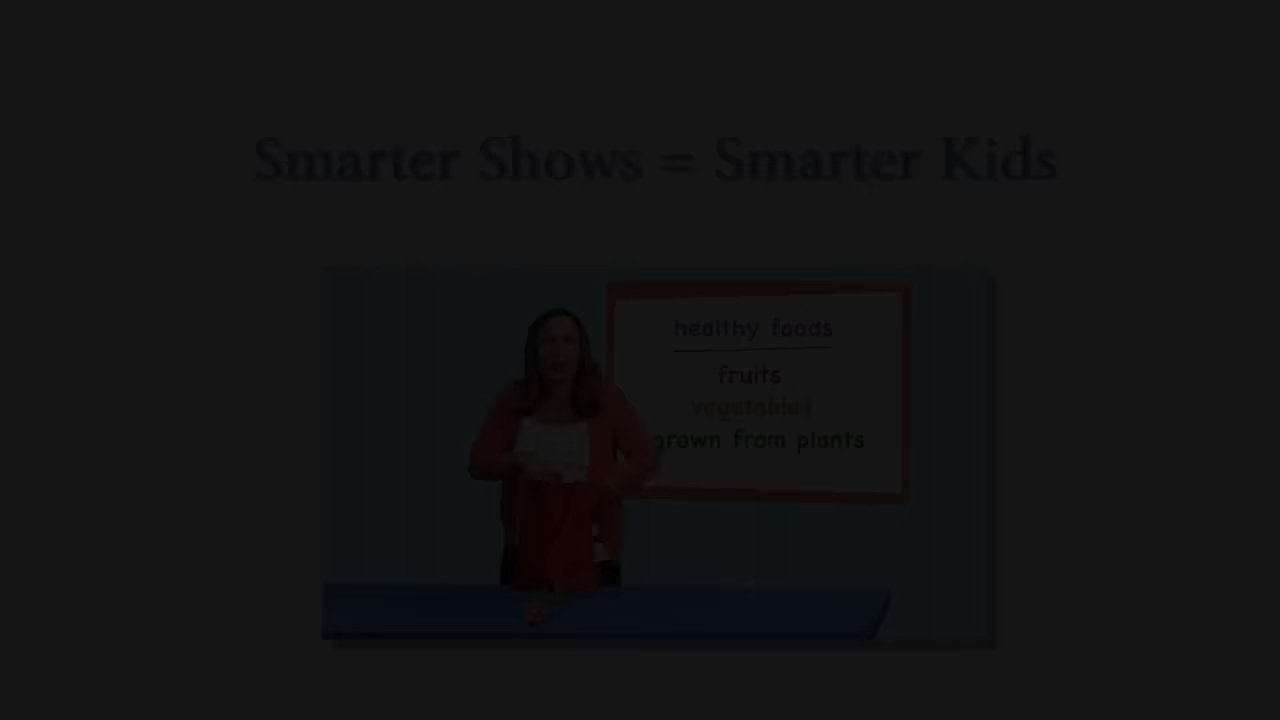 Smarter Shows = Smarter Kids
healthy foods
fruits
vegetables
grown from plants